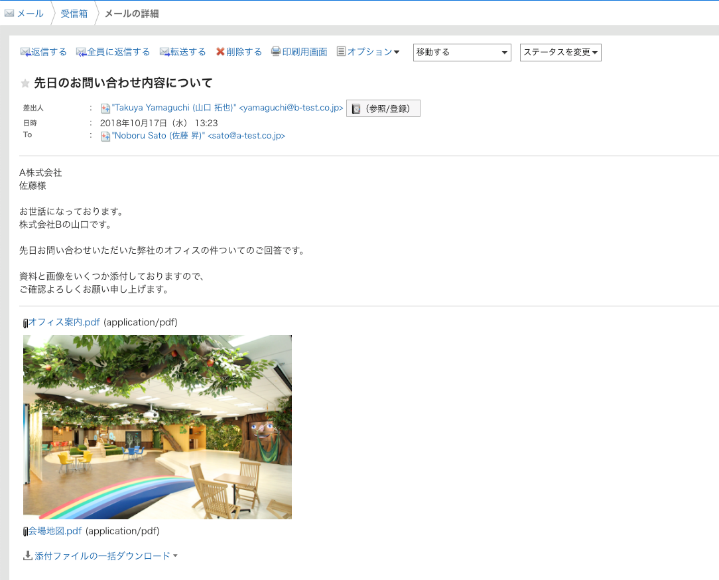 メール 受信箱 メールの詳細
返信する 全員に返信する 転送する 削除する 印刷用画面 オプション 移動する ステータスを変更
先日のお問い合わせ内容について
差出人 : "Takuya Yamaguchi (山口 拓也)" <yamaguchi@b-test.co.jp> (参照/登録)
日時 : 2018年10月17日（水） 13:23
To : "Noboru Sato (佐藤 昇)" <sato@a-test.co.jp>
A株式会社
佐藤様
お世話になっております。
株式会社Bの山口です。
先日お問い合わせいただいた弊社のオフィスの件ついてのご回答です。
資料と画像をいくつか添付しておりますので、
ご確認よろしくお願い申し上げます。
オフィス案内.pdf (application/pdf)
会場地図.pdf (application/pdf)
添付ファイルの一括ダウンロード